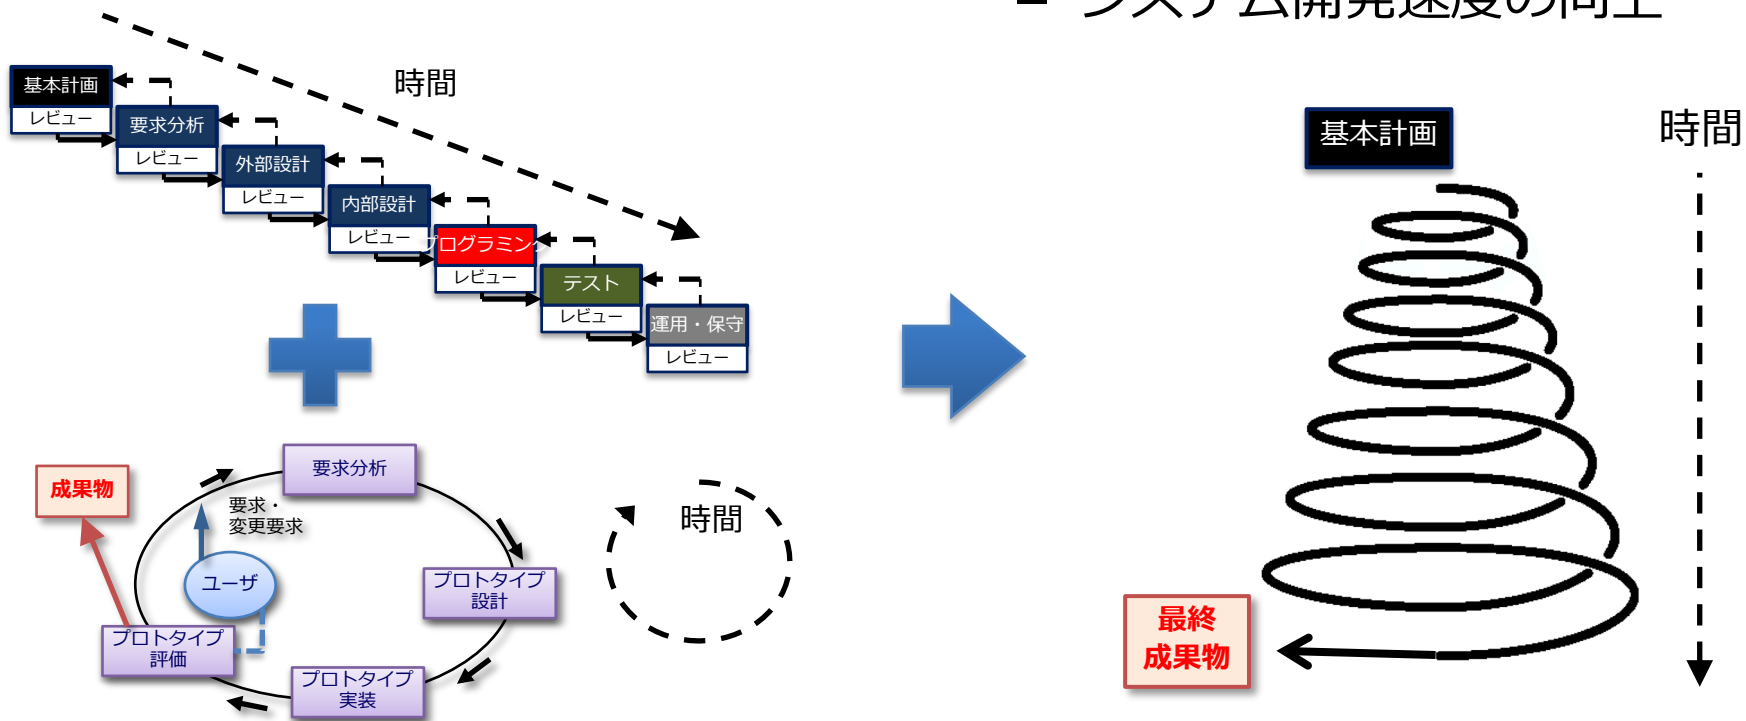 システム開発速度の向上
時間
基本計画
レビュー
要求分析
レビュー
外部設計
レビュー
内部設計
レビュー
プログラミング
レビュー
テスト
レビュー
運用・保守
レビュー
成果物
要求分析
要求・
変更要求
ユーザ
プロトタイプ
設計
プロトタイプ
評価
プロトタイプ
実装
時間
基本計画
時間
最終
成果物